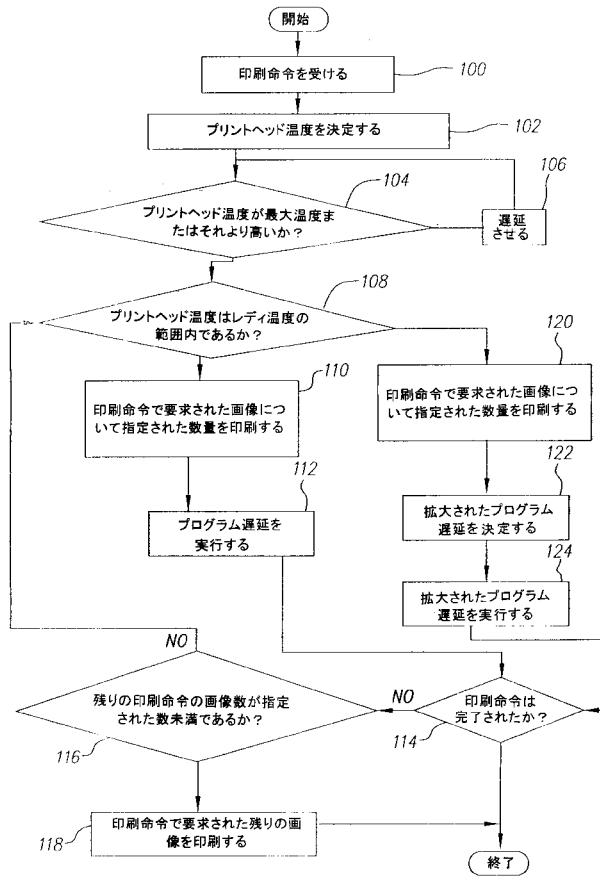 開始
印刷命令を受ける
100
プリントヘッド温度を決定する
102
104
106
プリントヘッド温度が最大温度ま
たはそれより高いか？
遅延
させる
108
プリントヘッド温度はレディ温度の
範囲内であるか？
110
120
印刷命令で要求された画像につ
いて指定された数量を印刷する
印刷命令で要求された画像につ
いて指定された数量を印刷する
112
122
プログラム遅延を
実行する
拡大されたプログラム
遅延を決定する
124
拡大されたプログラム
遅延を実行する
NO
残りの印刷命令の画像数が指定
された数未満であるか？
116
NO
印刷命令は
完了されたか？
114
118
印刷命令で要求された残りの画
像を印刷する
終了